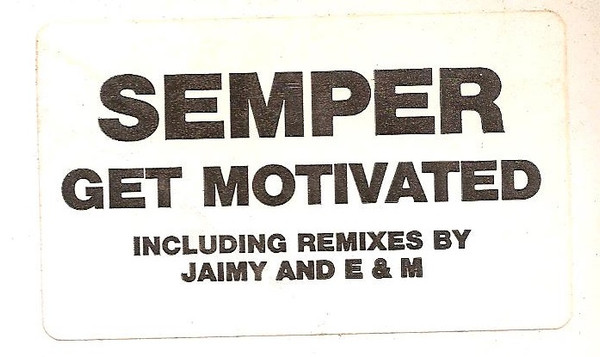 SEMPER
GET MOTIVATED
INCLUDING REMIXES BY
JAIMY AND E & M